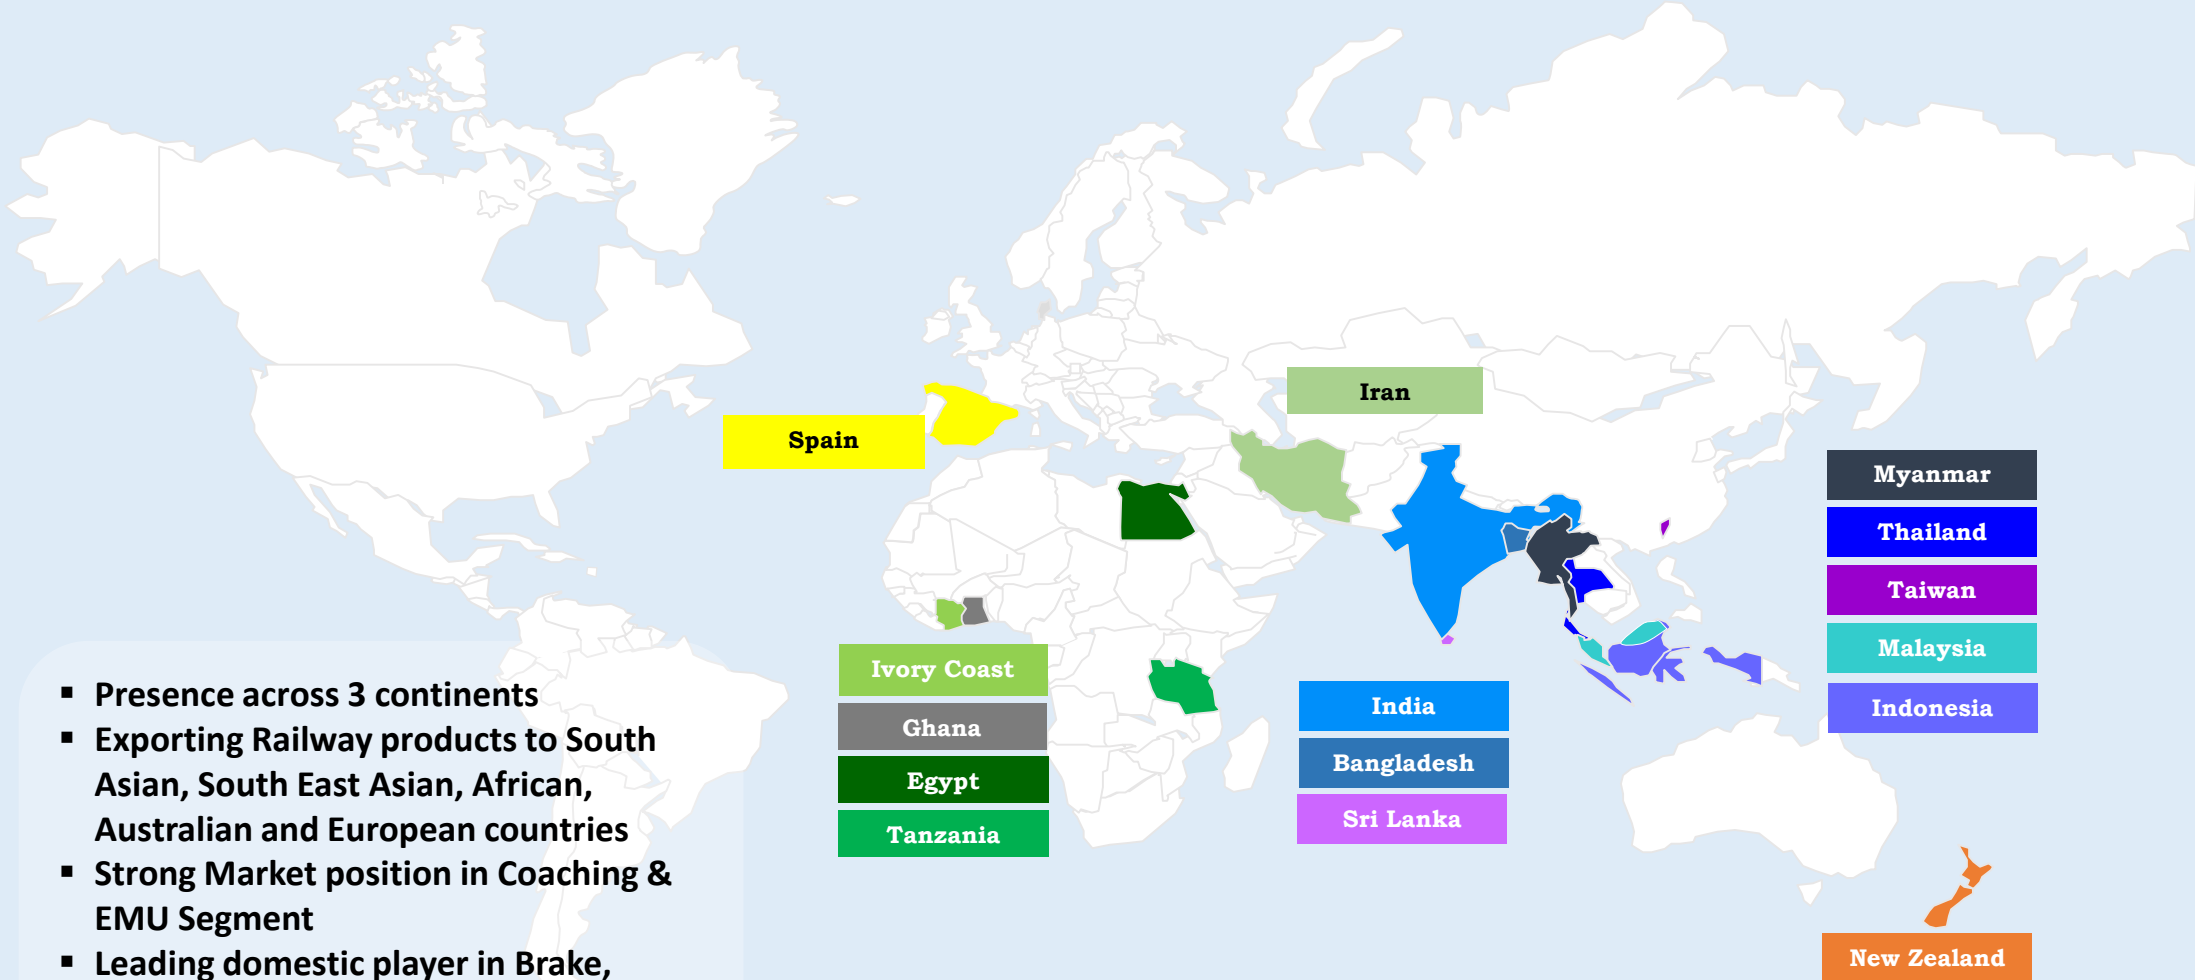 Iran
Spain
Myanmar
Thailand
Taiwan
Malaysia
Indonesia
Ivory Coast
Ghana
Egypt
Tanzania
India
Bangladesh
Sri Lanka
New Zealand
▪ Presence across 3 continents
▪ Exporting Railway products to South
Asian, South East Asian, African,
Australian and European countries
▪ Strong Market position in Coaching &
EMU Segment
▪ Leading domestic player in Brake,